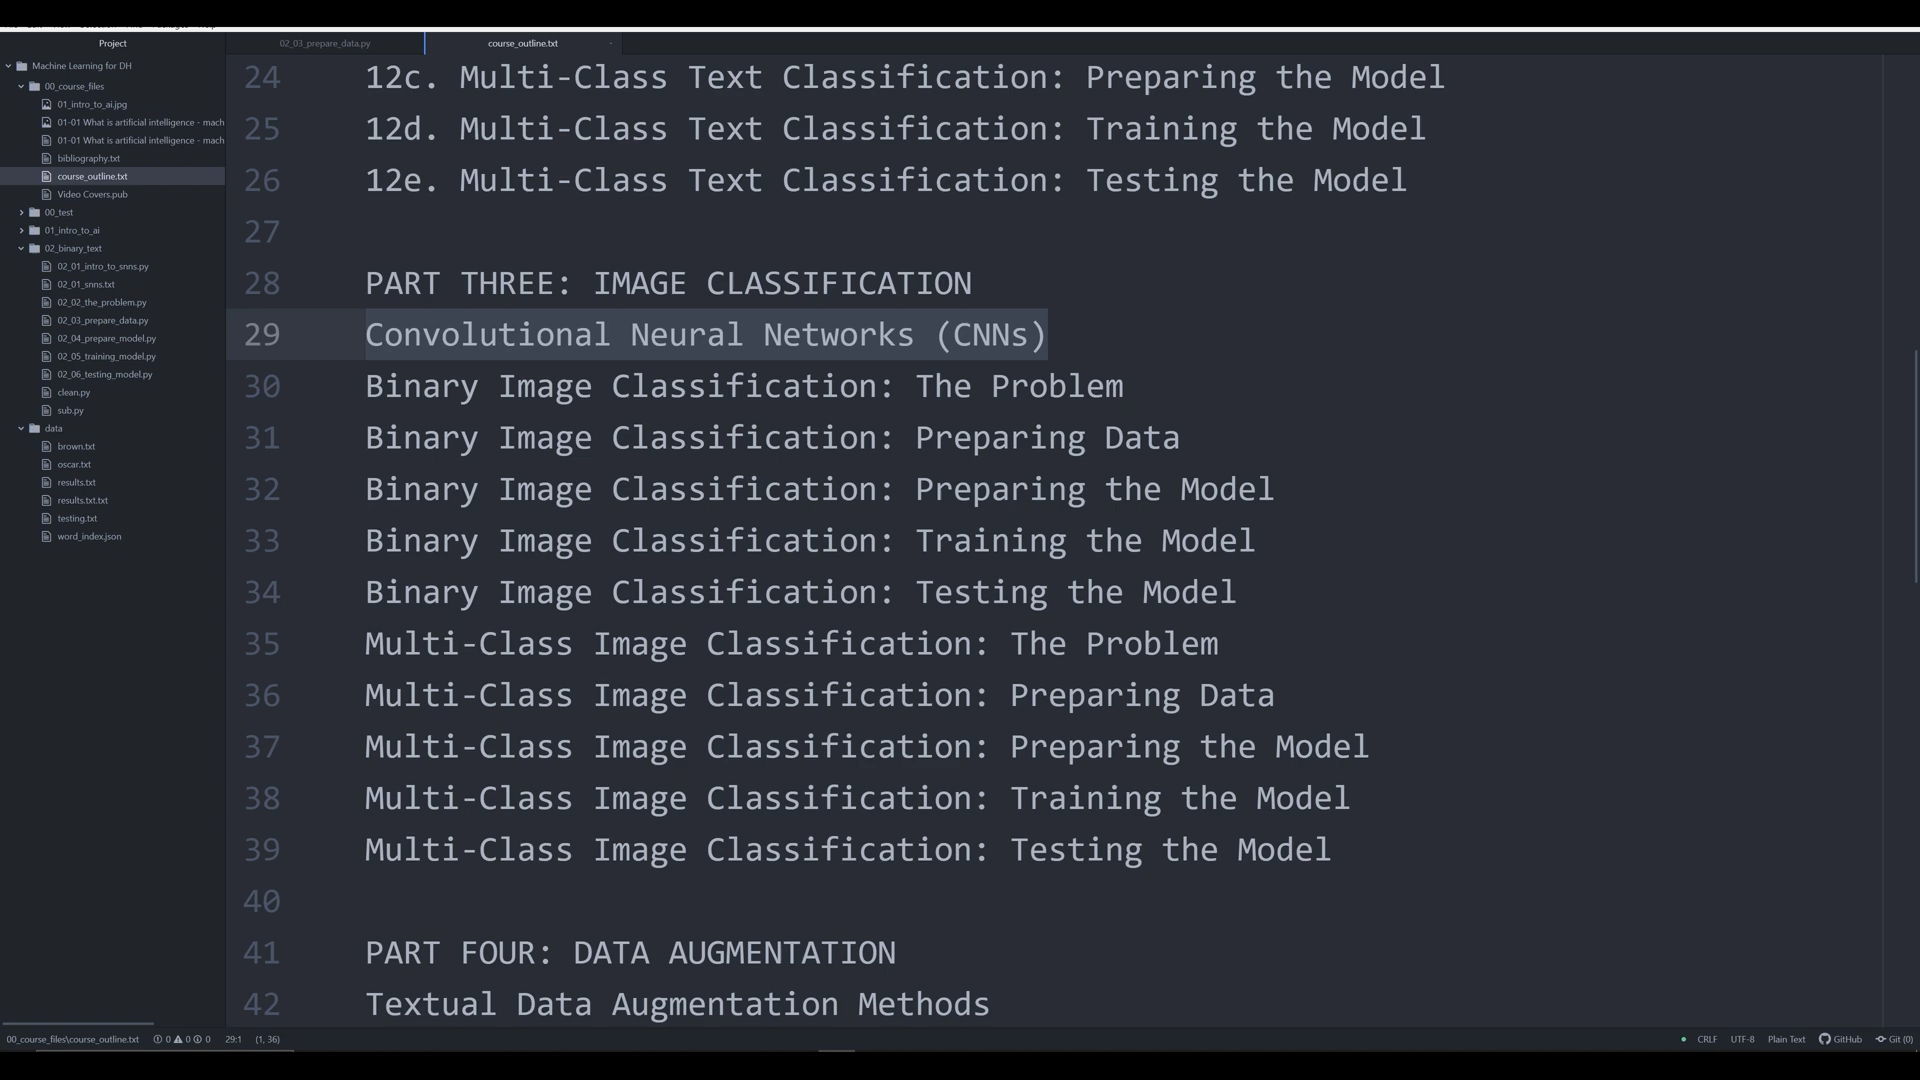 Project
02_03_prepare_data.py
course_outline.txt
Machine Learning for DH
00_course_files
01_intro_to_ai.jpg
01-01 What is artificial intelligence - mach
01-01 What is artificial intelligence - mach
bibliography.txt
course_outline.txt
Video Covers.pub
00_test
01_intro_to_ai
02_binary_text
02_01_intro_to_snns.py
02_01_snns.txt
02_02_the_problem.py
02_03_prepare_data.py
02_04_prepare_model.py
02_05_training_model.py
02_06_testing_model.py
clean.py
sub.py
data
brown.txt
oscar.txt
results.txt
results.txt.txt
testing.txt
word_index.json
24 12c. Multi-Class Text Classification: Preparing the Model
25 12d. Multi-Class Text Classification: Training the Model
26 12e. Multi-Class Text Classification: Testing the Model
27
28 PART THREE: IMAGE CLASSIFICATION
29 Convolutional Neural Networks (CNNs)
30 Binary Image Classification: The Problem
31 Binary Image Classification: Preparing Data
32 Binary Image Classification: Preparing the Model
33 Binary Image Classification: Training the Model
34 Binary Image Classification: Testing the Model
35 Multi-Class Image Classification: The Problem
36 Multi-Class Image Classification: Preparing Data
37 Multi-Class Image Classification: Preparing the Model
38 Multi-Class Image Classification: Training the Model
39 Multi-Class Image Classification: Testing the Model
40
41 PART FOUR: DATA AUGMENTATION
42 Textual Data Augmentation Methods
00_course_files\course_outline.txt 0 0 0 29:1 (1, 36) CRLF UTF-8 Plain Text GitHub Git (0)